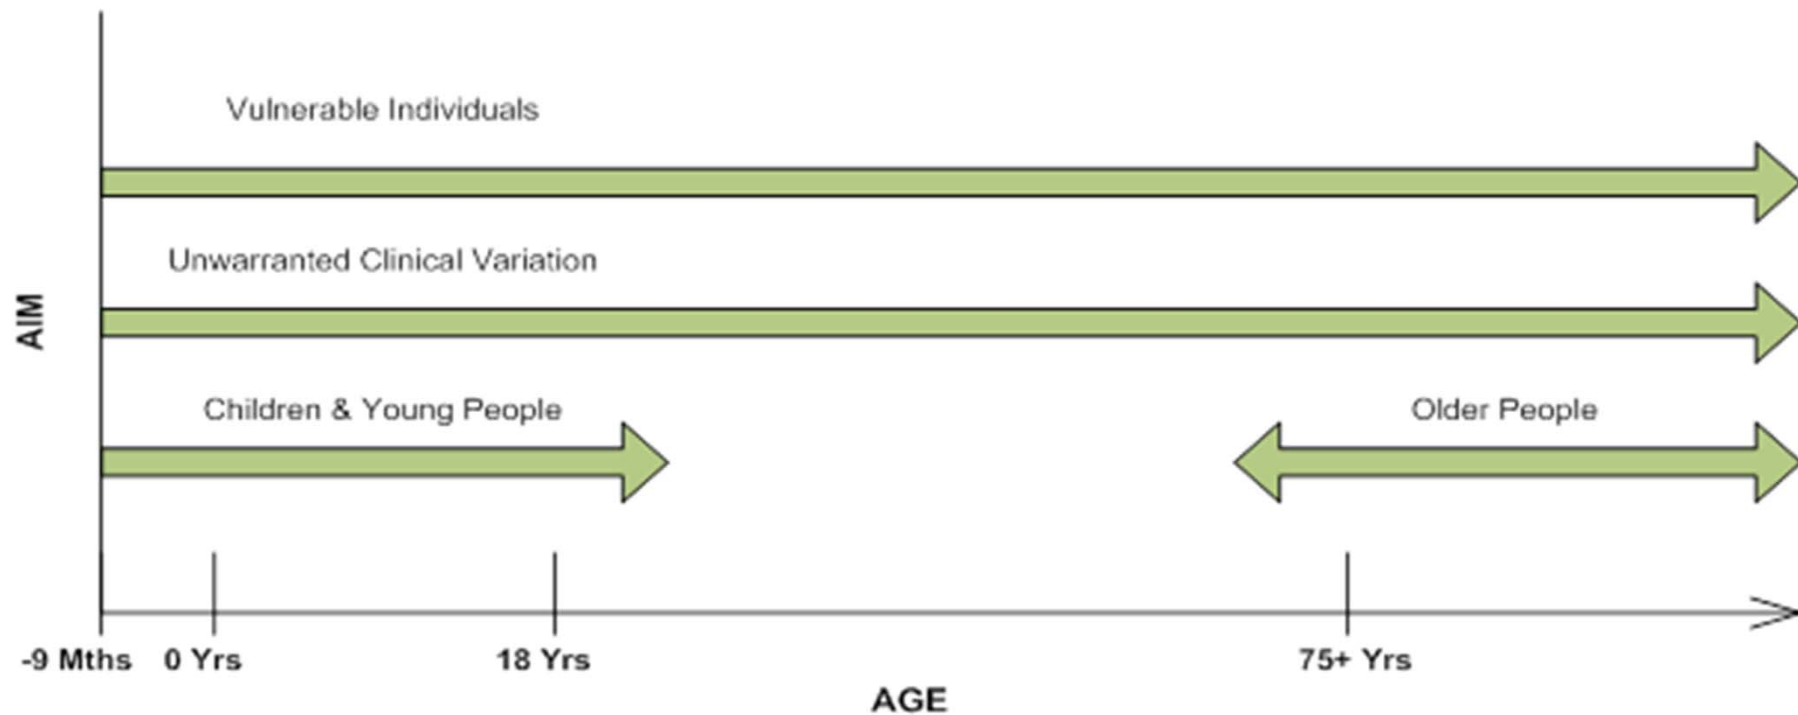 Vulnerable Individuals
Unwarranted Clinical Variation
AIM
Children & Young People
Older People
-9 Mths
0 Yrs
18 Yrs
75+ Yrs
AGE